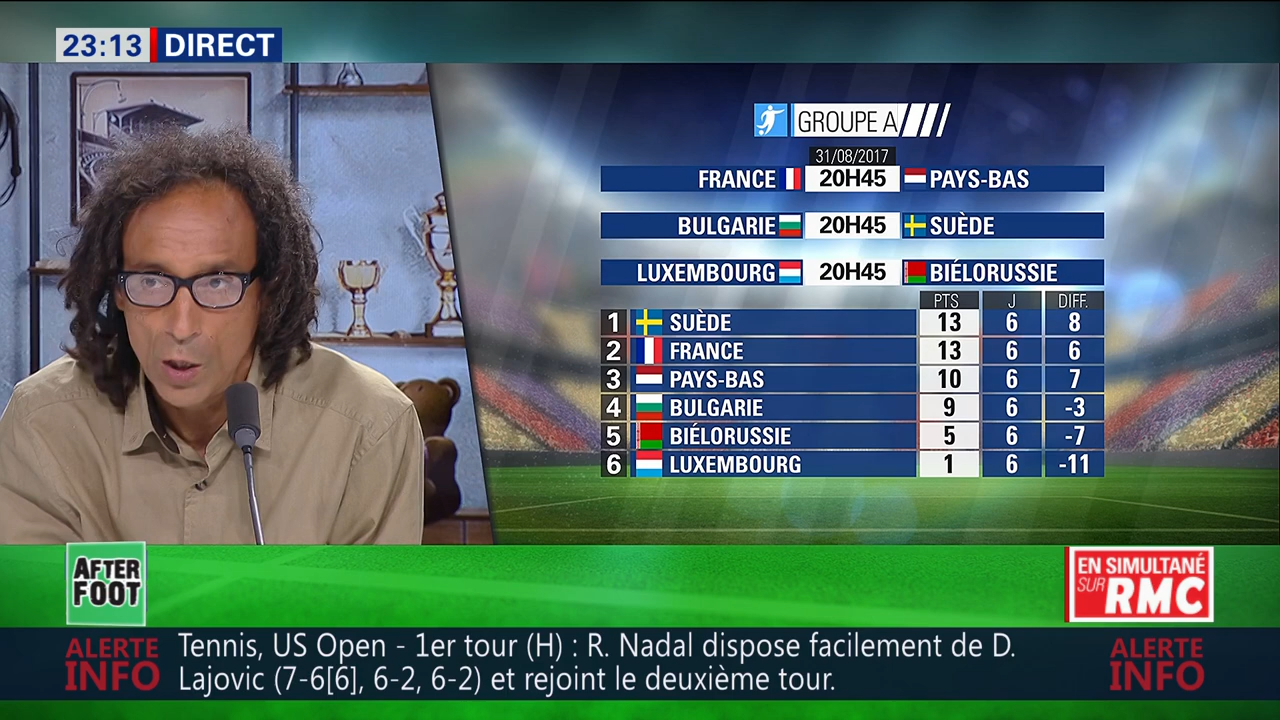 23:13 DIRECT
GROUPE A
31/08/2017
FRANCE 20H45 PAYS-BAS
BULGARIE 20H45 SUÈDE
LUXEMBOURG 20H45 BIÉLORUSSIE
PTS J DIFF.
1 SUÈDE 13 6 8
2 FRANCE 13 6 6
3 PAYS-BAS 10 6 7
4 BULGARIE 9 6 -3
5 BIÉLORUSSIE 5 6 -7
6 LUXEMBOURG 1 6 -11
AFTER
FOOT
EN SIMULTANÉ
SUR RMC
ALERTE
INFO
Tennis, US Open - 1er tour (H) : R. Nadal dispose facilement de D.
Lajovic (7-6[6], 6-2, 6-2) et rejoint le deuxième tour.
ALERTE
INFO